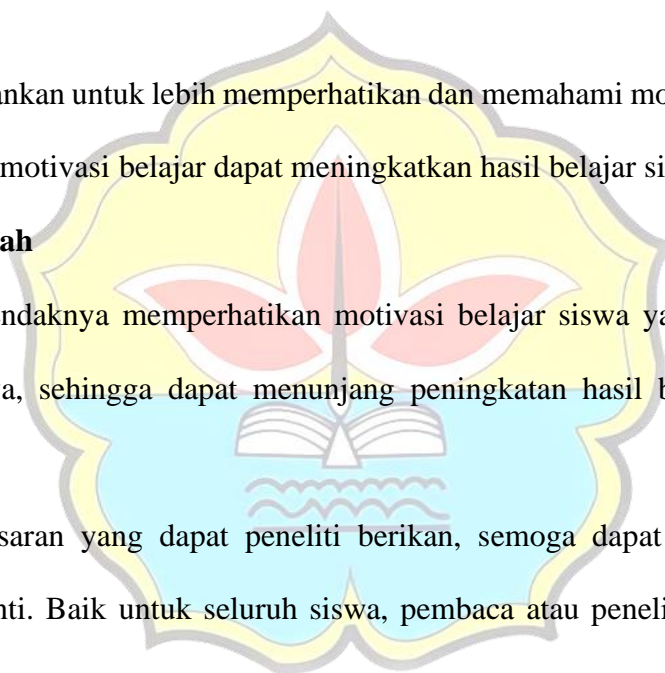 ankan untuk lebih memperhatikan dan memahami mo
motivasi belajar dapat meningkatkan hasil belajar si
ah
ndaknya memperhatikan motivasi belajar siswa ya
a, sehingga dapat menunjang peningkatan hasil b
saran yang dapat peneliti berikan, semoga dapat
nti. Baik untuk seluruh siswa, pembaca atau peneli